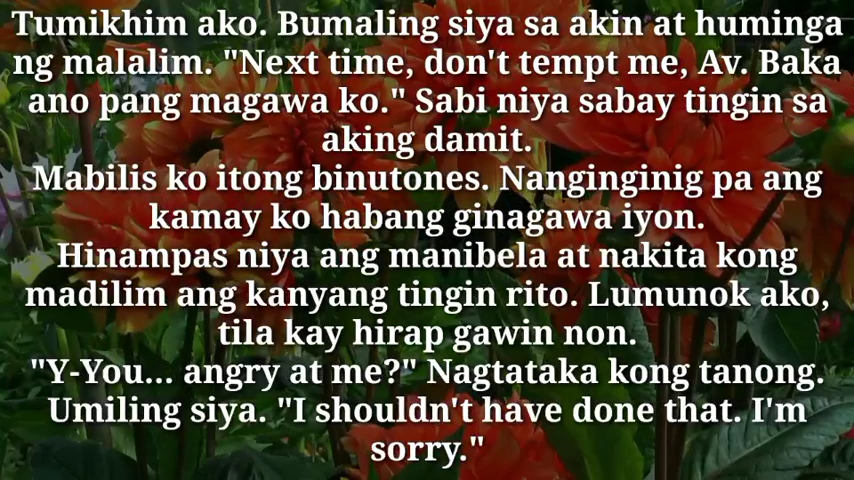 Tumikhim ako. Bumaling siya sa akin at huminga
ng malalim. "Next time, don't tempt me, Av. Baka
ano pang magawa ko." Sabi niya sabay tingin sa
aking damit.
Mabilis ko itong binutones. Nanginginig pa ang
kamay ko habang ginagawa iyon.
Hinampas niya ang manibela at nakita kong
madilim ang kanyang tingin rito. Lumunok ako,
tila kay hirap gawin non.
"Y-You... angry at me?" Nagtataka kong tanong.
Umiling siya. "I shouldn't have done that. I'm
sorry."